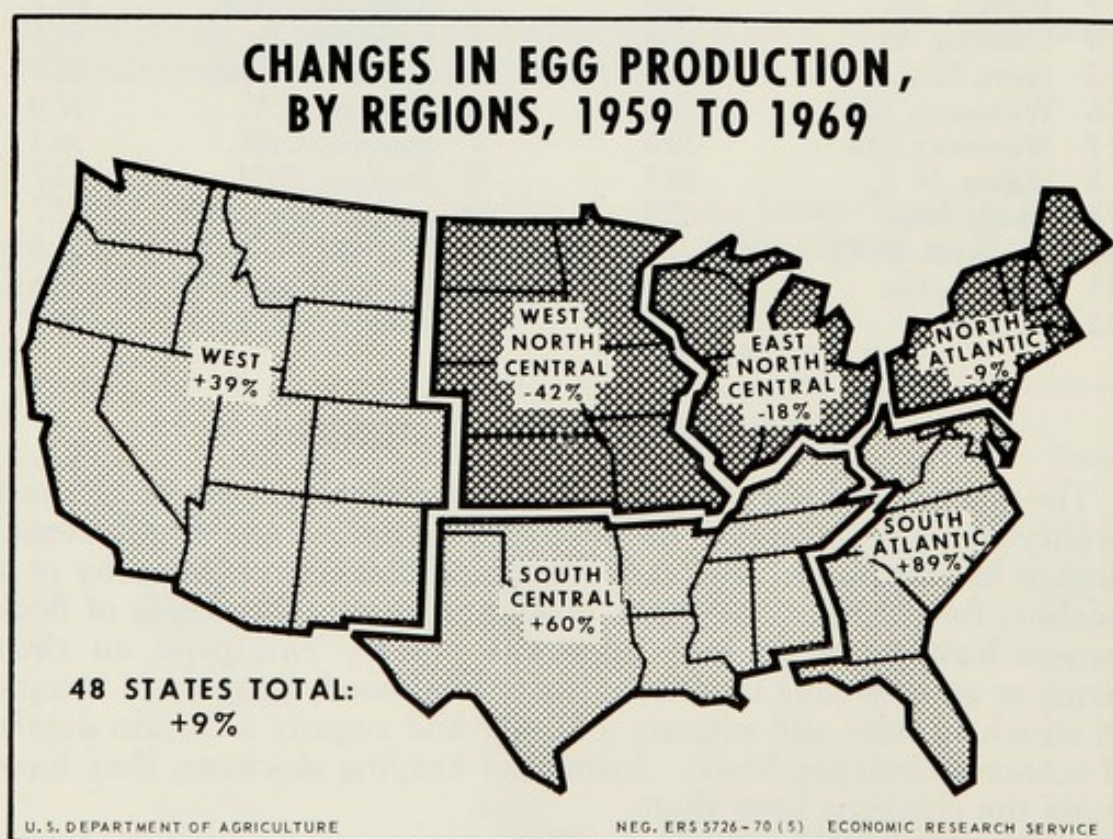 CHANGES IN EGG PRODUCTION,
BY REGIONS, 1959 TO 1969
WEST
+39%
WEST
NORTH
CENTRAL
-42%
EAST
NORTH
CENTRAL
-18%
NORTH
ATLANTIC
-9%
SOUTH
ATLANTIC
+89%
SOUTH
CENTRAL
+60%
48 STATES TOTAL:
+9%
U.S. DEPARTMENT OF AGRICULTURE
NEG. ERS 5726-70 (5) ECONOMIC RESEARCH SERVICE